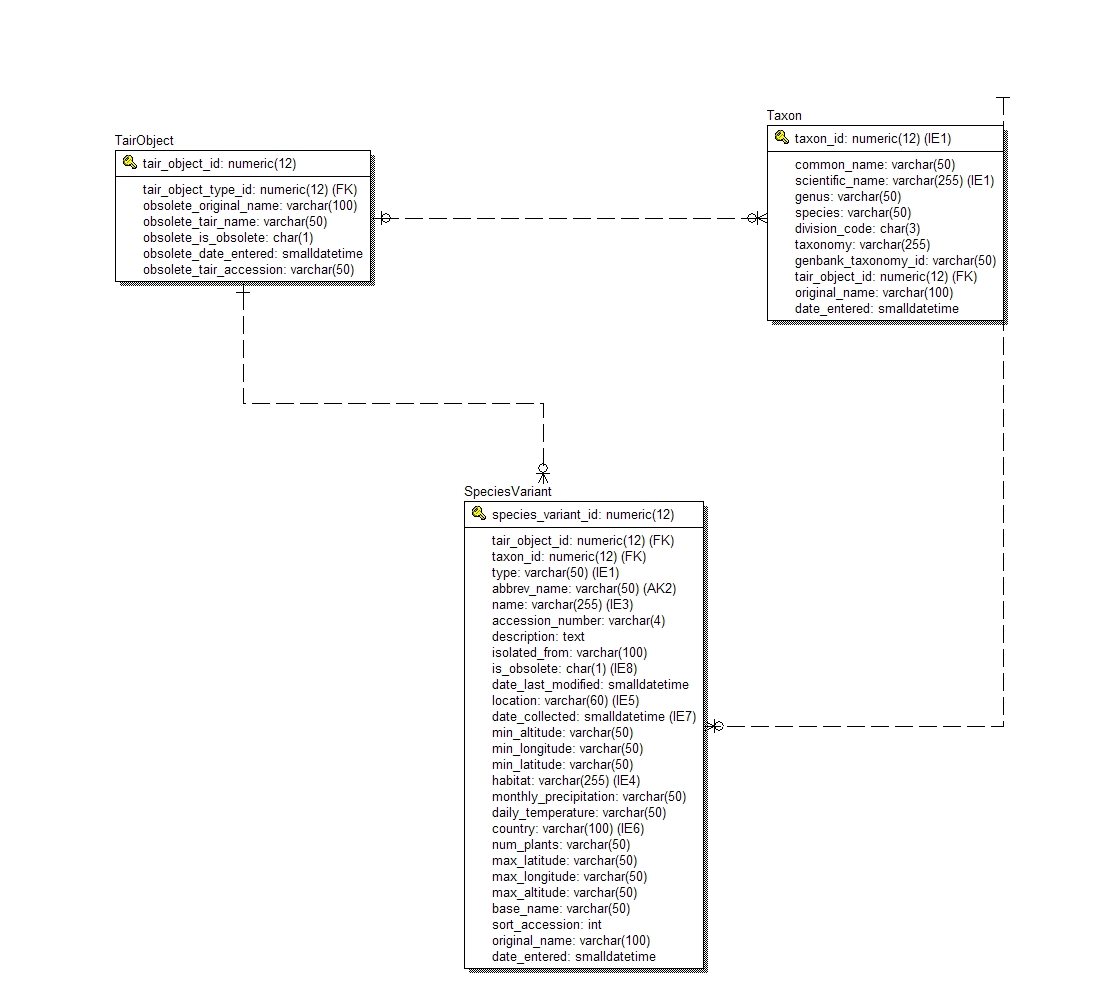 TairObject
tair_object_id: numeric(12)
tair_object_type_id: numeric(12) (FK)
obsolete_original_name: varchar(100)
obsolete_tair_name: varchar(50)
obsolete_is_obsolete: char(1)
obsolete_date_entered: smalldatetime
obsolete_tair_accession: varchar(50)
Taxon
taxon_id: numeric(12) (IE1)
common_name: varchar(50)
scientific_name: varchar(255) (IE1)
genus: varchar(50)
species: varchar(50)
division_code: char(3)
taxonomy: varchar(255)
genbank_taxonomy_id: varchar(50)
tair_object_id: numeric(12) (FK)
original_name: varchar(100)
date_entered: smalldatetime
SpeciesVariant
species_variant_id: numeric(12)
tair_object_id: numeric(12) (FK)
taxon_id: numeric(12) (FK)
type: varchar(50) (IE1)
abbrev_name: varchar(50) (AK2)
name: varchar(255) (IE3)
accession_number: varchar(4)
description: text
isolated_from: varchar(100)
is_obsolete: char(1) (IE8)
date_last_modified: smalldatetime
location: varchar(60) (IE5)
date_collected: smalldatetime (IE7)
min_altitude: varchar(50)
min_longitude: varchar(50)
min_latitude: varchar(50)
habitat: varchar(255) (IE4)
monthly_precipitation: varchar(50)
daily_temperature: varchar(50)
country: varchar(100) (IE6)
num_plants: varchar(50)
max_latitude: varchar(50)
max_longitude: varchar(50)
max_altitude: varchar(50)
base_name: varchar(50)
sort_accession: int
original_name: varchar(100)
date_entered: smalldatetime